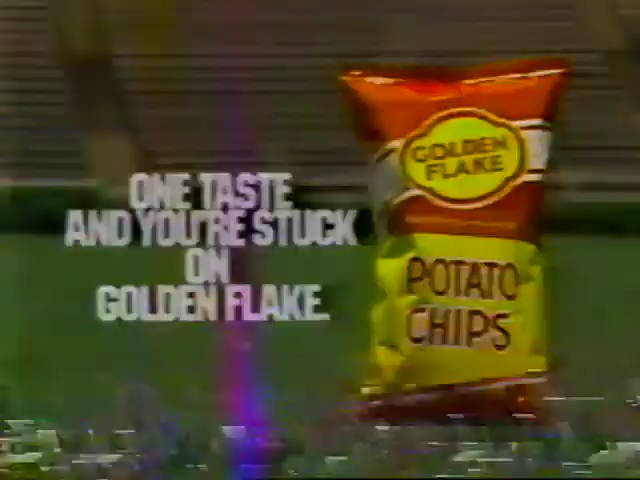 ONE TASTE
AND YOU'RE STUCK
ON
GOLDEN FLAKE.
GOLDEN
FLAKE
POTATO
CHIPS